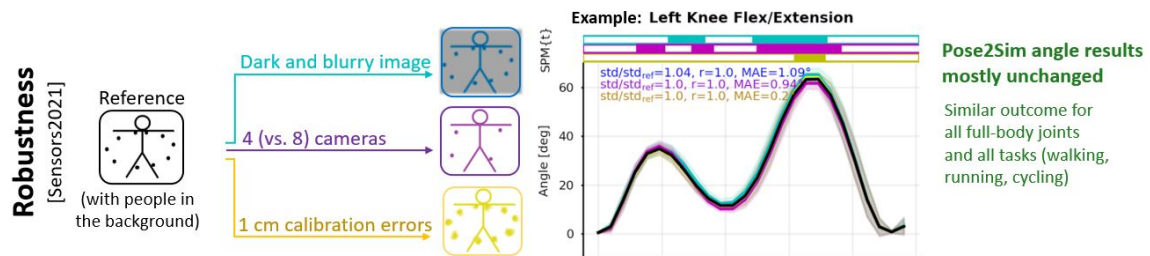 Robustness
[Sensors2021]
Reference
(with people in
the background)
Dark and blurry image
4 (vs. 8) cameras
1 cm calibration errors
Example: Left Knee Flex/Extension
SPM{t}
std/stdref=1.04, r=1.0, MAE=1.09°
std/stdref=1.0, r=1.0, MAE=0.94
std/stdref=1.0, r=1.0, MAE=0.2
Angle [deg]
60
40
20
0
Pose2Sim angle results
mostly unchanged
Similar outcome for
all full-body joints
and all tasks (walking,
running, cycling)